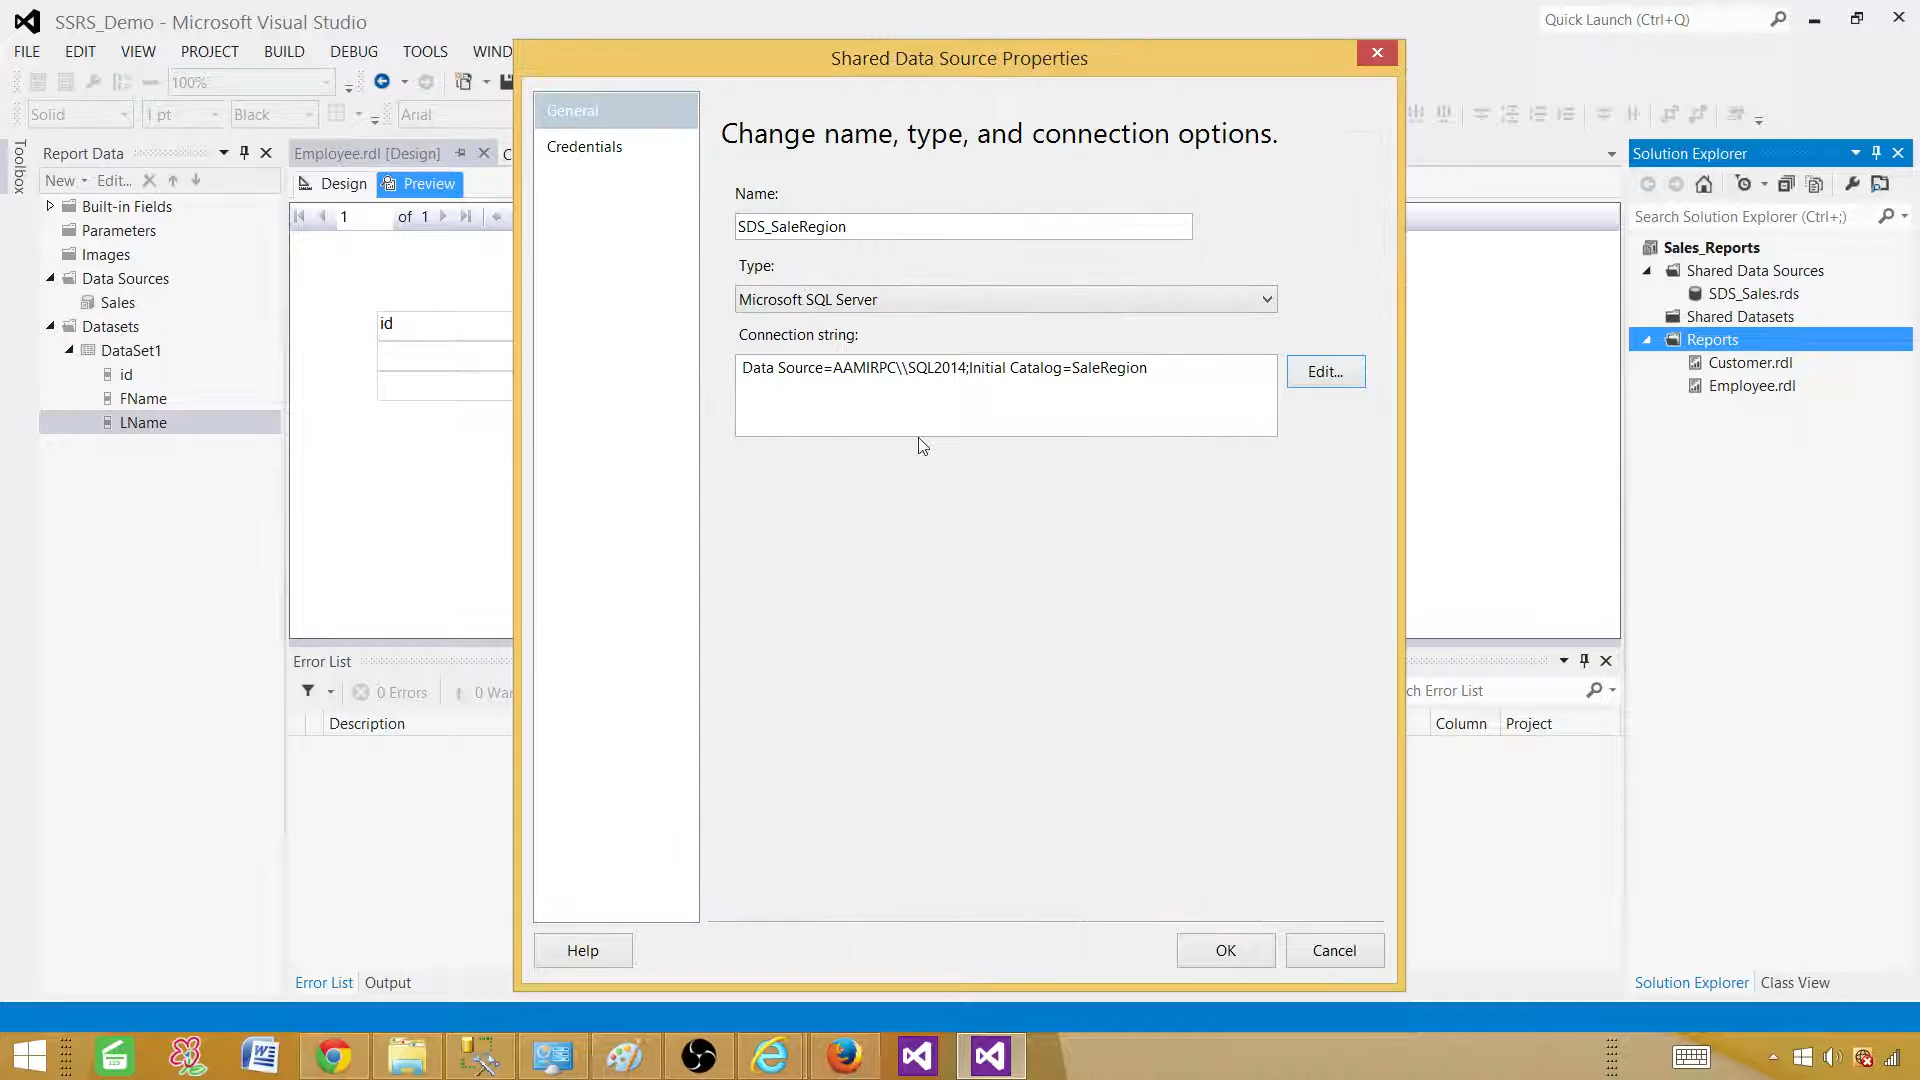 SSRS_Demo - Microsoft Visual Studio
Quick Launch (Ctrl+Q)
FILE EDIT VIEW PROJECT BUILD DEBUG TOOLS WIND
100%
Solid 1 pt Black Arial
Toolbox
Report Data
New Edit...
Built-in Fields
Parameters
Images
Data Sources
Sales
Datasets
DataSet1
id
FName
LName
Employee.rdl [Design] C
Design Preview
1 of 1
id
Shared Data Source Properties
General
Credentials
Change name, type, and connection options.
Name:
SDS_SaleRegion
Type:
Microsoft SQL Server
Connection string:
Data Source=AAMIRPC\\SQL2014;Initial Catalog=SaleRegion
Edit...
Help OK Cancel
Error List
0 Errors 0 War
ch Error List
Description Column Project
Error List Output
Solution Explorer
Search Solution Explorer (Ctrl+;)
Sales_Reports
Shared Data Sources
SDS_Sales.rds
Shared Datasets
Reports
Customer.rdl
Employee.rdl
Solution Explorer Class View